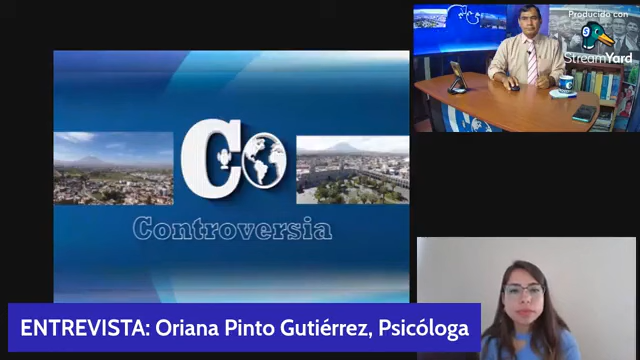 Producido con
StreamYard
CO
Controversia
ENTREVISTA: Oriana Pinto Gutiérrez, Psicóloga